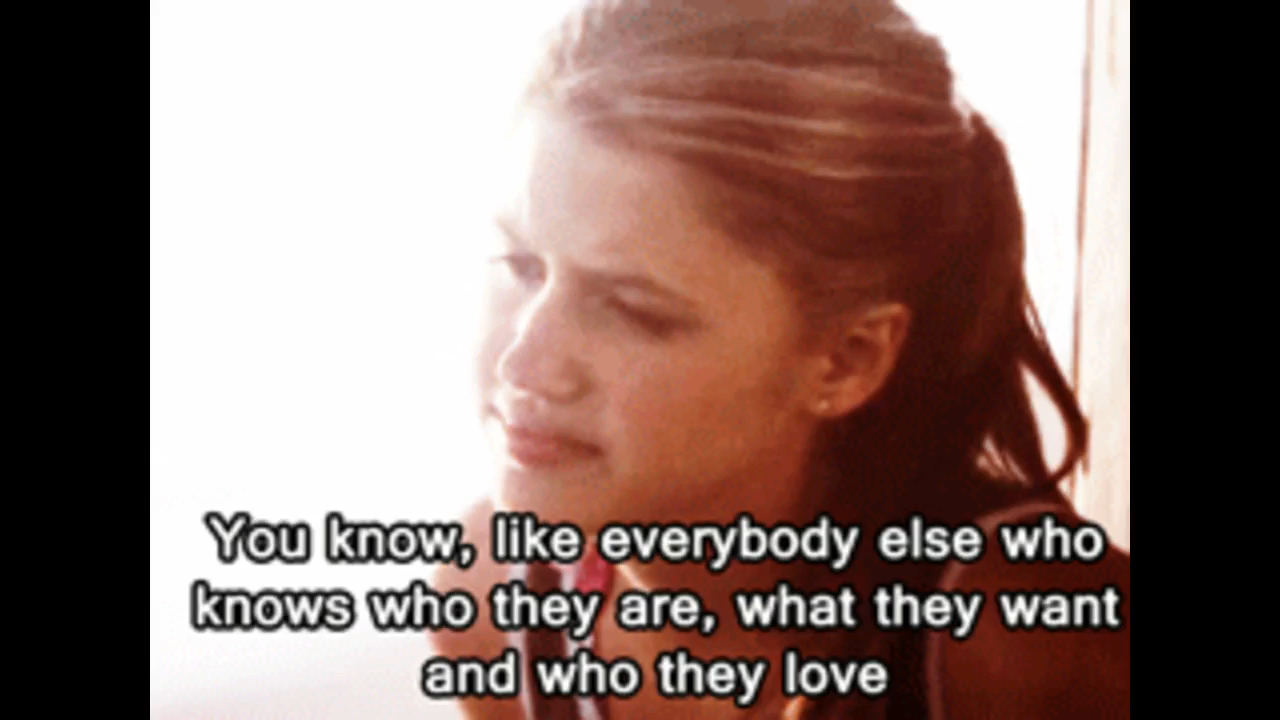 You know, like everybody else who
knows who they are, what they want
and who they love